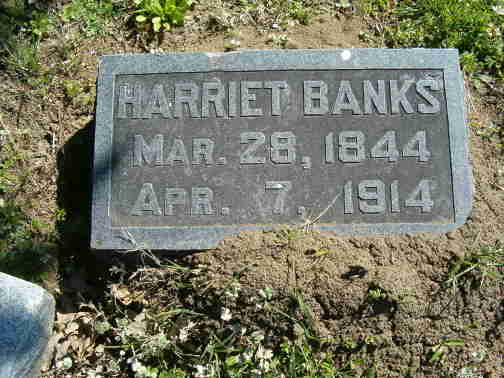 HARRIET BANKS
MAR. 28, 1844
APR. 7, 1914